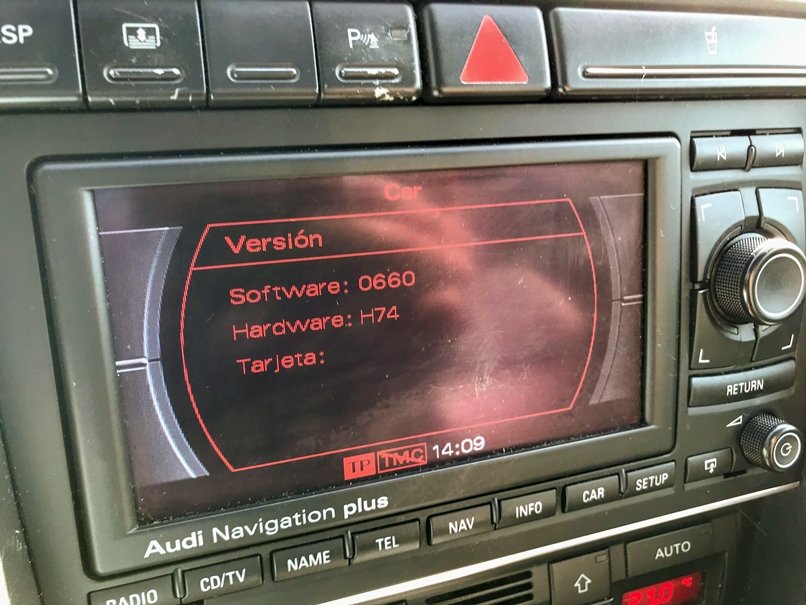 SP
P
Car
Versión
Software: 0660
Hardware: H74
Tarjeta:
TP TMC 14:09
RETURN
Audi Navigation plus
RADIO CD/TV NAME TEL NAV INFO CAR SETUP
AUTO